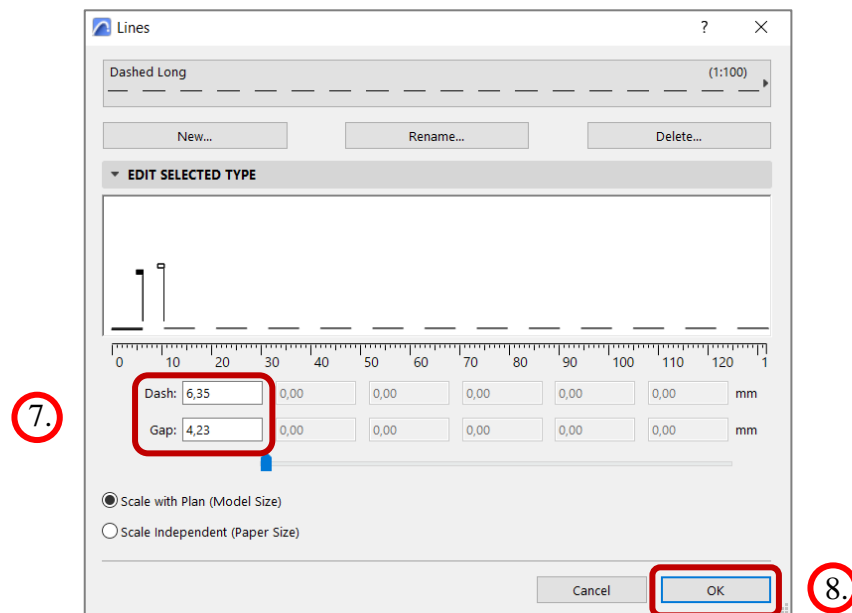 Lines ?
Dashed Long (1:100)
New... Rename... Delete...
EDIT SELECTED TYPE
0 10 20 30 40 50 60 70 80 90 100 110 120 1
Dash: 6,35 0,00 0,00 0,00 0,00 0,00 mm
7.
Gap: 4,23 0,00 0,00 0,00 0,00 0,00 mm
Scale with Plan (Model Size)
Scale Independent (Paper Size)
Cancel OK 8.